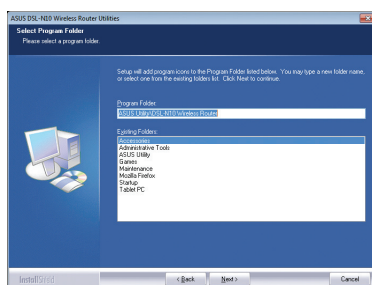 ASUS DSL-N10 Wireless Router Utilities
Select Program Folder
Please select a program folder.
Setup will add program icons to the Program Folder listed below. You may type a new folder name,
or select one from the existing folders list. Click Next to continue.
Program Folder:
ASUS Utility\DSL-N10 Wireless Router
Existing Folders:
Accessories
Administrative Tools
ASUS Utility
Games
Maintenance
Mozilla Firefox
Startup
Tablet PC
InstallShield
< Back
Next >
Cancel